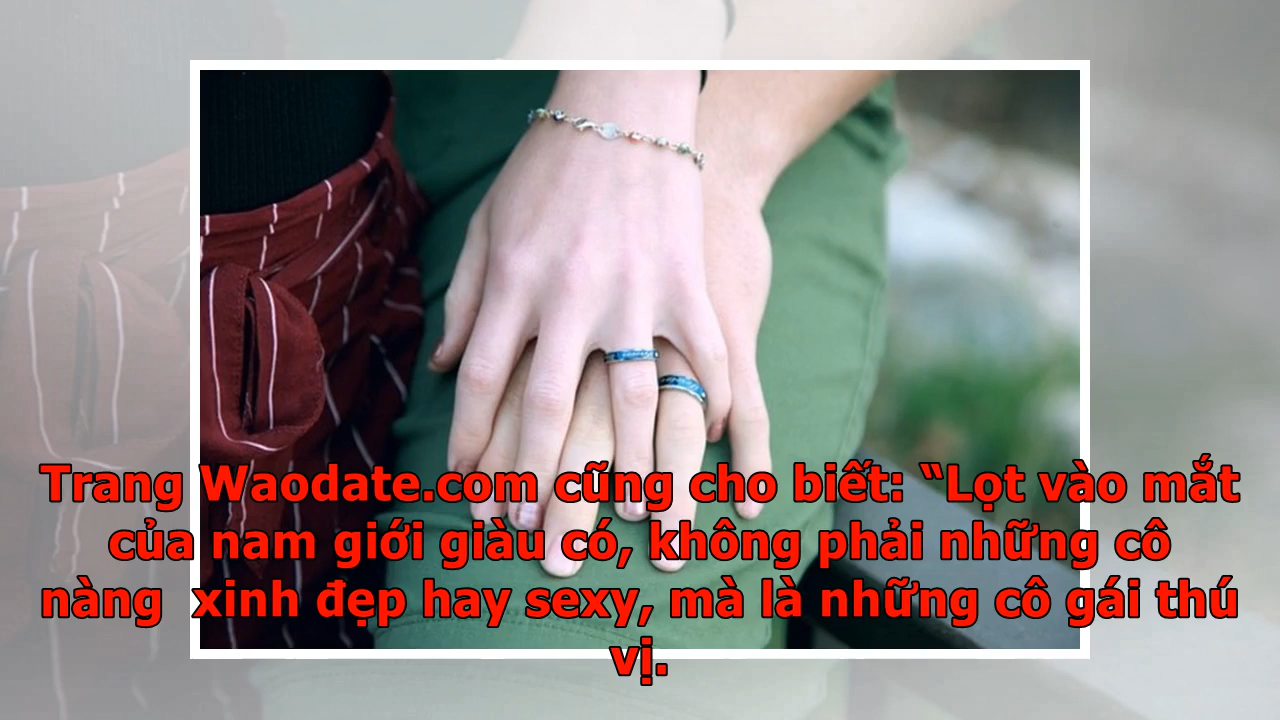 Trang Waodate.com cũng cho biết: “Lọt vào mắt
của nam giới giàu có, không phải những cô
nàng  xinh đẹp hay sexy, mà là những cô gái thú
vị.